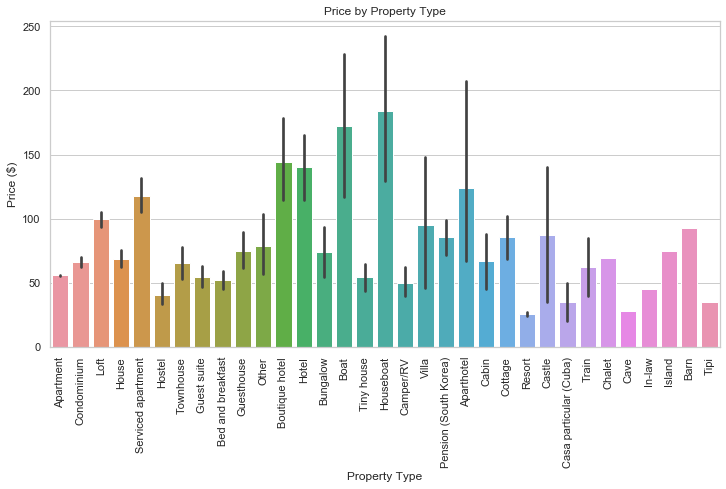 Price by Property Type
Price ($)
250
200
150
100
50
0
Apartment
Condominium
Loft
House
Serviced apartment
Hostel
Townhouse
Guest suite
Bed and breakfast
Guesthouse
Other
Boutique hotel
Hotel
Bungalow
Boat
Tiny house
Houseboat
Camper/RV
Villa
Pension (South Korea)
Aparthotel
Cabin
Cottage
Resort
Castle
Casa particular (Cuba)
Train
Chalet
Cave
In-law
Island
Barn
Tipi
Property Type